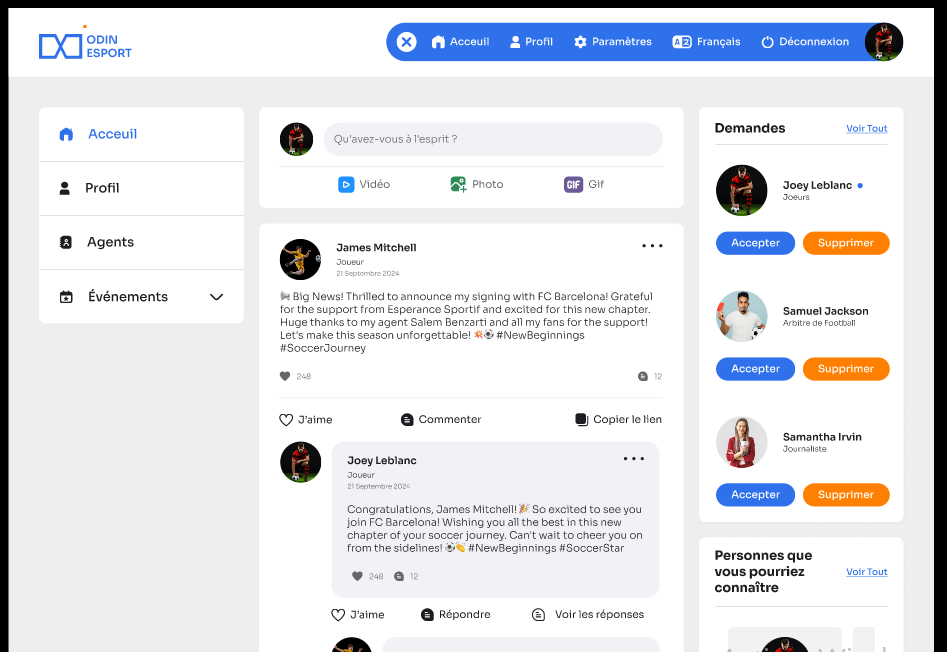 ODIN
ESPORT
Acceuil
Profil
Paramètres
Français
Déconnexion
Acceuil
Profil
Agents
Événements
Qu'avez-vous à l'esprit ?
Vidéo
Photo
GIF
Gif
James Mitchell
Joueur
21 Septembre 2024
Big News! Thrilled to announce my signing with FC Barcelona! Grateful
for the support from Esperance Sportif and excited for this new chapter.
Huge thanks to my agent Salem Benzarti and all my fans for the support!
Let's make this season unforgettable! 💥⚽ #NewBeginnings
#SoccerJourney
248
12
J'aime
Commenter
Copier le lien
Joey Leblanc
Joueur
21 Septembre 2024
Congratulations, James Mitchell!🎉 So excited to see you
join FC Barcelona! Wishing you all the best in this new
chapter of your soccer journey. Can't wait to cheer you on
from the sidelines! ⚽👏 #NewBeginnings #SoccerStar
248
12
J'aime
Répondre
Voir les réponses
Demandes
Voir Tout
Joey Leblanc
Joeurs
Accepter
Supprimer
Samuel Jackson
Arbitre de Football
Accepter
Supprimer
Samantha Irvin
Journaliste
Accepter
Supprimer
Personnes que
vous pourriez
connaître
Voir Tout